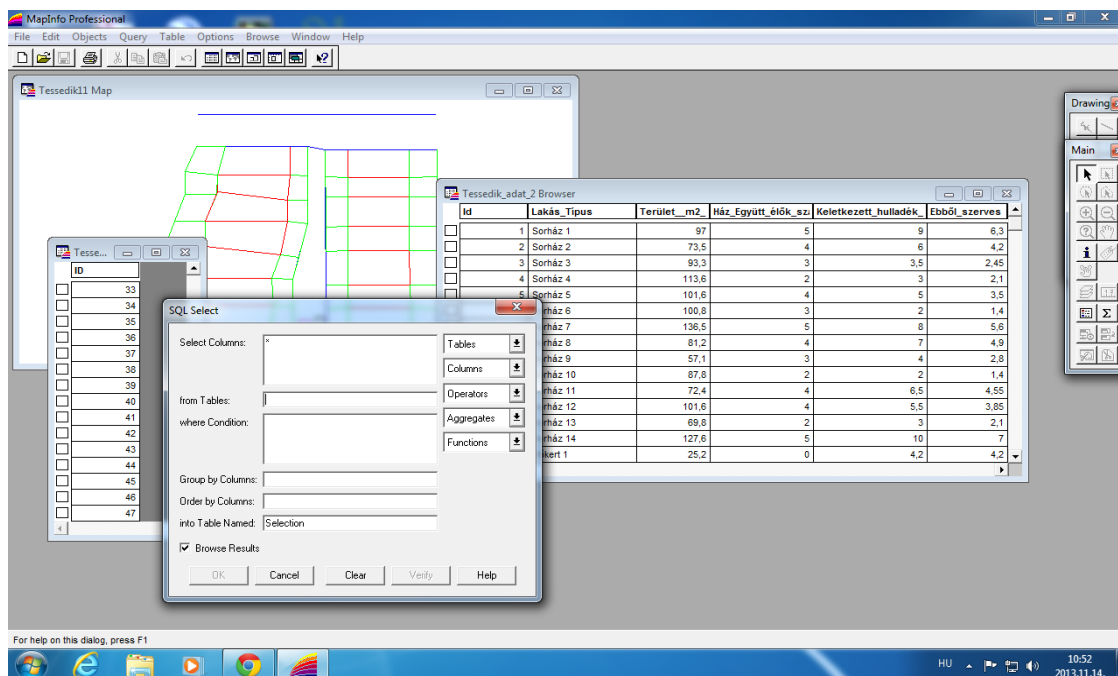 MapInfo Professional
File Edit Objects Query Table Options Browse Window Help
Tessedik11 Map
Drawing
Main
Tessedik_adat_2 Browser
Id Lakás_Típus Terület__m2_ Ház_Együtt_élők_sz Keletkezett_hulladék_ Ebből_szerves
1 Sorház 1 97 5 9 6,3
2 Sorház 2 73,5 4 6 4,2
3 Sorház 3 93,3 3 3,5 2,45
4 Sorház 4 113,6 2 3 2,1
5 Sorház 5 101,6 4 5 3,5
rház 6 100,8 3 2 1,4
rház 7 136,5 5 8 5,6
rház 8 81,2 4 7 4,9
rház 9 57,1 3 4 2,8
rház 10 87,8 2 2 1,4
rház 11 72,4 4 6,5 4,55
rház 12 101,6 4 5,5 3,85
rház 13 69,8 2 3 2,1
rház 14 127,6 5 10 7
kert 1 25,2 0 4,2 4,2
Tesse...
ID
33
34
35
36
37
38
39
40
41
42
43
44
45
46
47
SQL Select
Select Columns: *
from Tables:
where Condition:
Group by Columns:
Order by Columns:
into Table Named: Selection
Tables
Columns
Operators
Aggregates
Functions
Browse Results
OK Cancel Clear Verify Help
For help on this dialog, press F1
HU
10:52
2013.11.14.